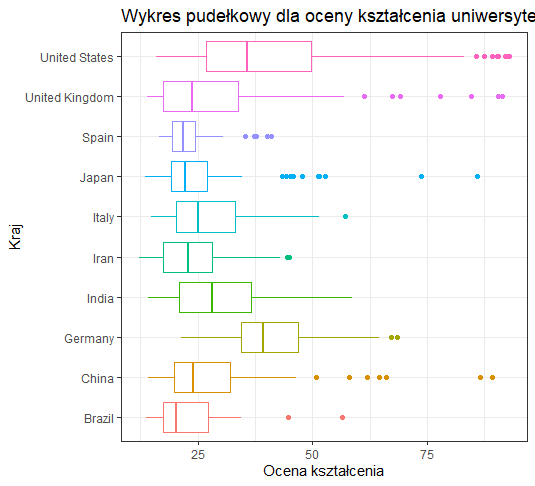 Wykres pudełkowy dla oceny kształcenia uniwersyte
United States
United Kingdom
Spain
Japan
Italy
Iran
India
Germany
China
Brazil
Kraj
25 50 75
Ocena kształcenia